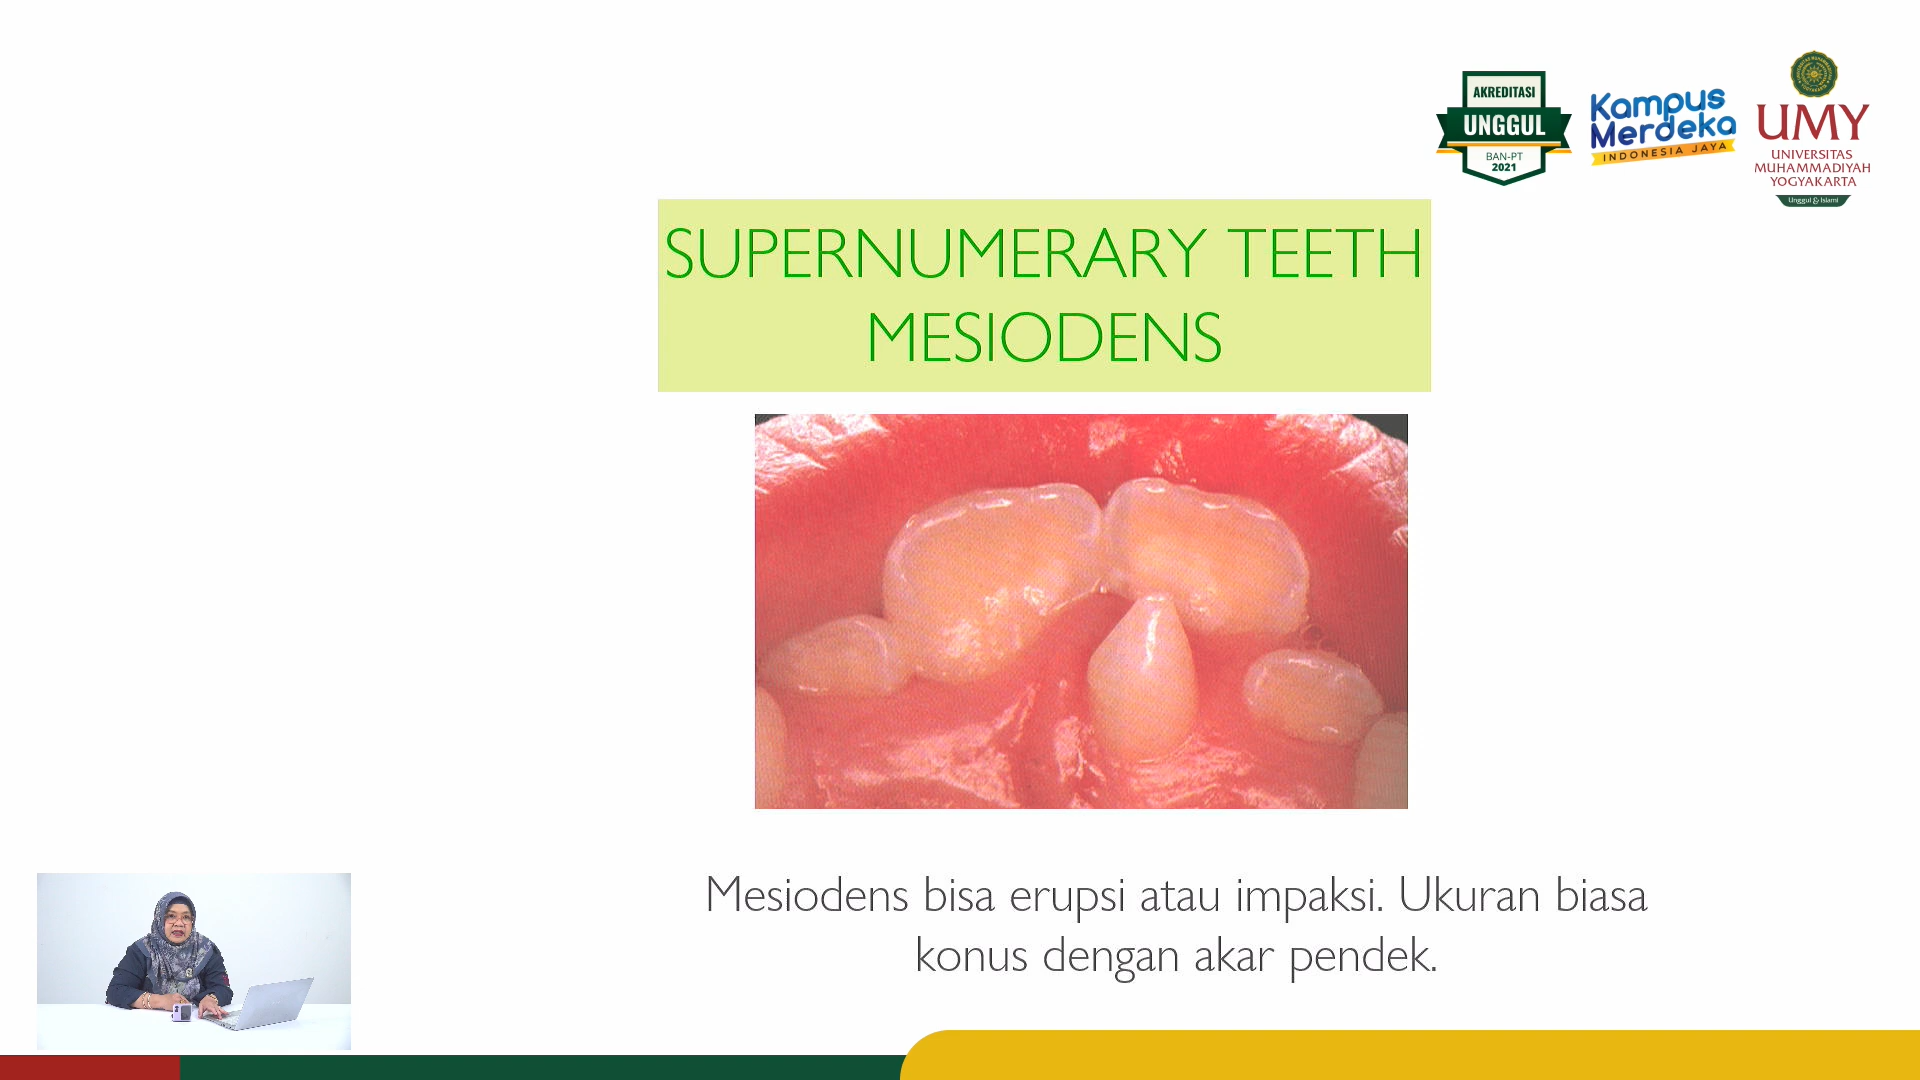 AKREDITASI
UNGGUL
BAN-PT
2021
Kampus
Merdeka
INDONESIA JAYA
UMY
UNIVERSITAS
MUHAMMADIYAH
YOGYAKARTA
Unggul & Islami
SUPERNUMERARY TEETH
MESIODENS
Mesiodens bisa erupsi atau impaksi. Ukuran biasa
konus dengan akar pendek.